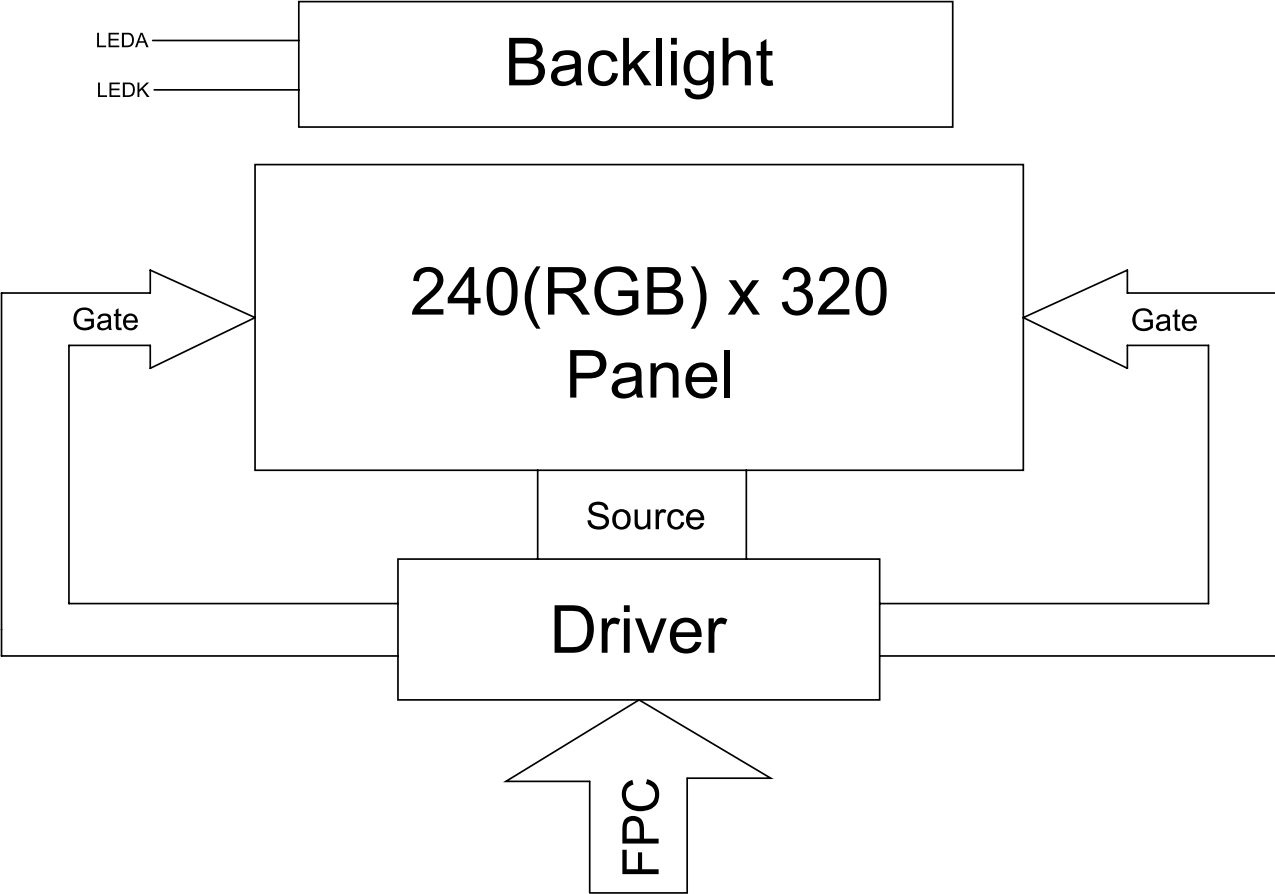 LEDA
LEDK
Backlight
240(RGB) x 320
Panel
Gate
Gate
Source
Driver
FPC